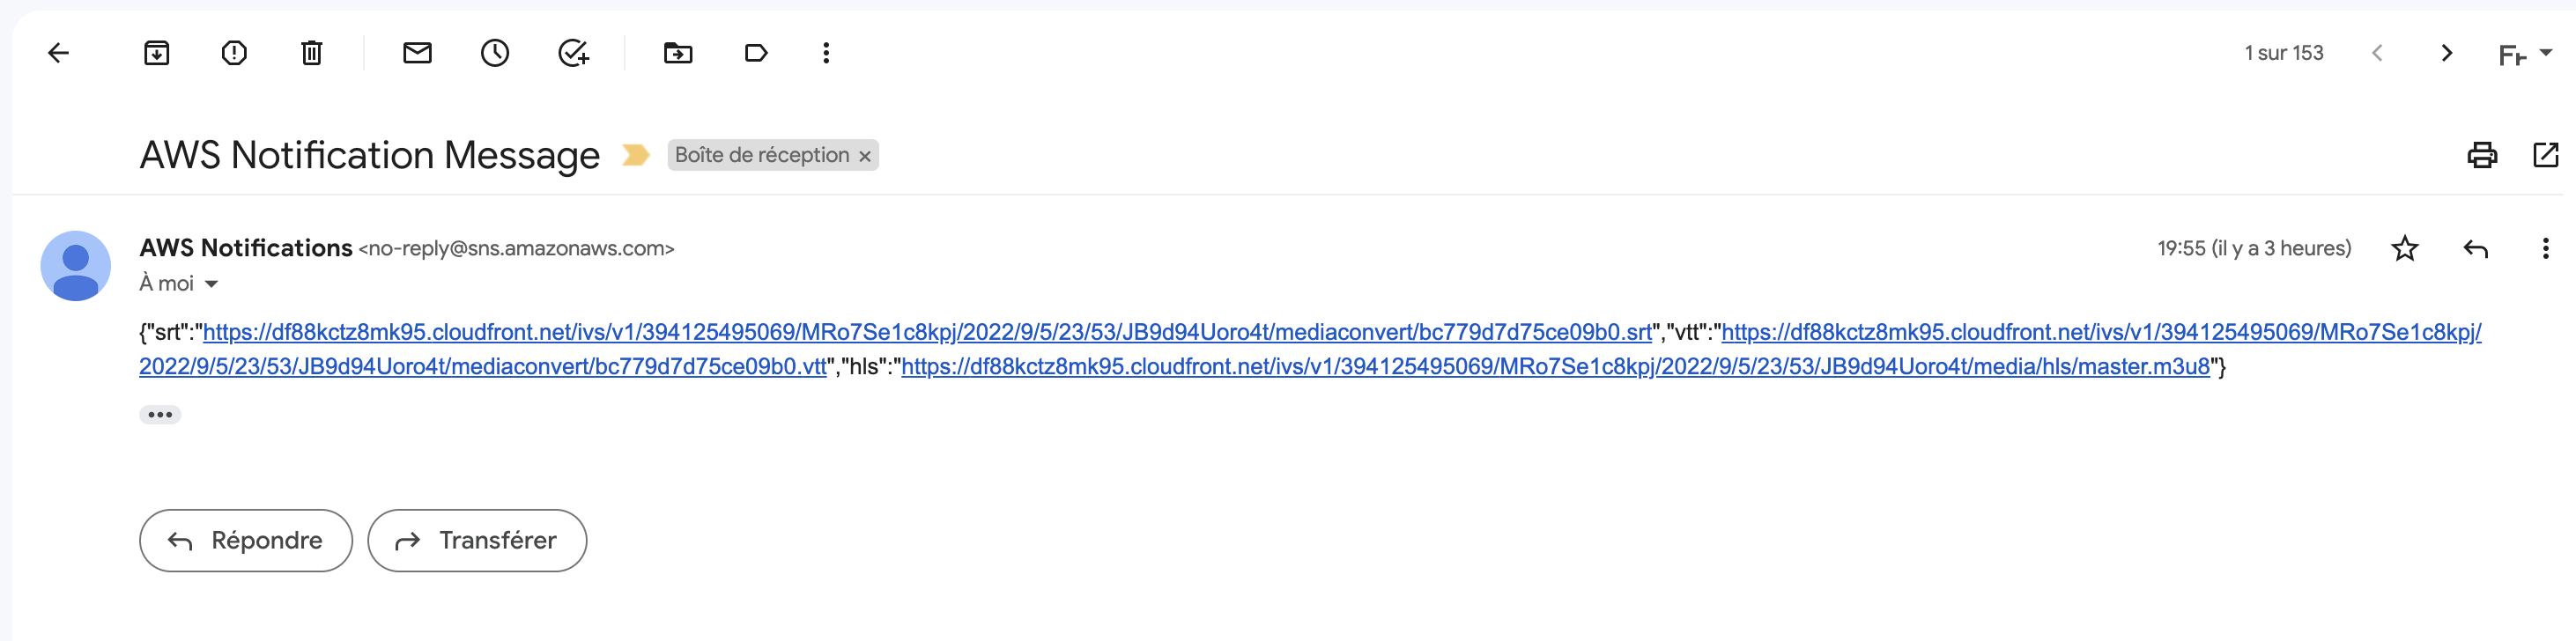 1 sur 153
Fr
AWS Notification Message
Boîte de réception ×
AWS Notifications <no-reply@sns.amazonaws.com>
19:55 (il y a 3 heures)
À moi
{"srt":"https://df88kctz8mk95.cloudfront.net/ivs/v1/394125495069/MRo7Se1c8kpj/2022/9/5/23/53/JB9d94Uoro4t/mediaconvert/bc779d7d75ce09b0.srt","vtt":"https://df88kctz8mk95.cloudfront.net/ivs/v1/394125495069/MRo7Se1c8kpj/
2022/9/5/23/53/JB9d94Uoro4t/mediaconvert/bc779d7d75ce09b0.vtt","hls":"https://df88kctz8mk95.cloudfront.net/ivs/v1/394125495069/MRo7Se1c8kpj/2022/9/5/23/53/JB9d94Uoro4t/media/hls/master.m3u8"}
Répondre
Transférer